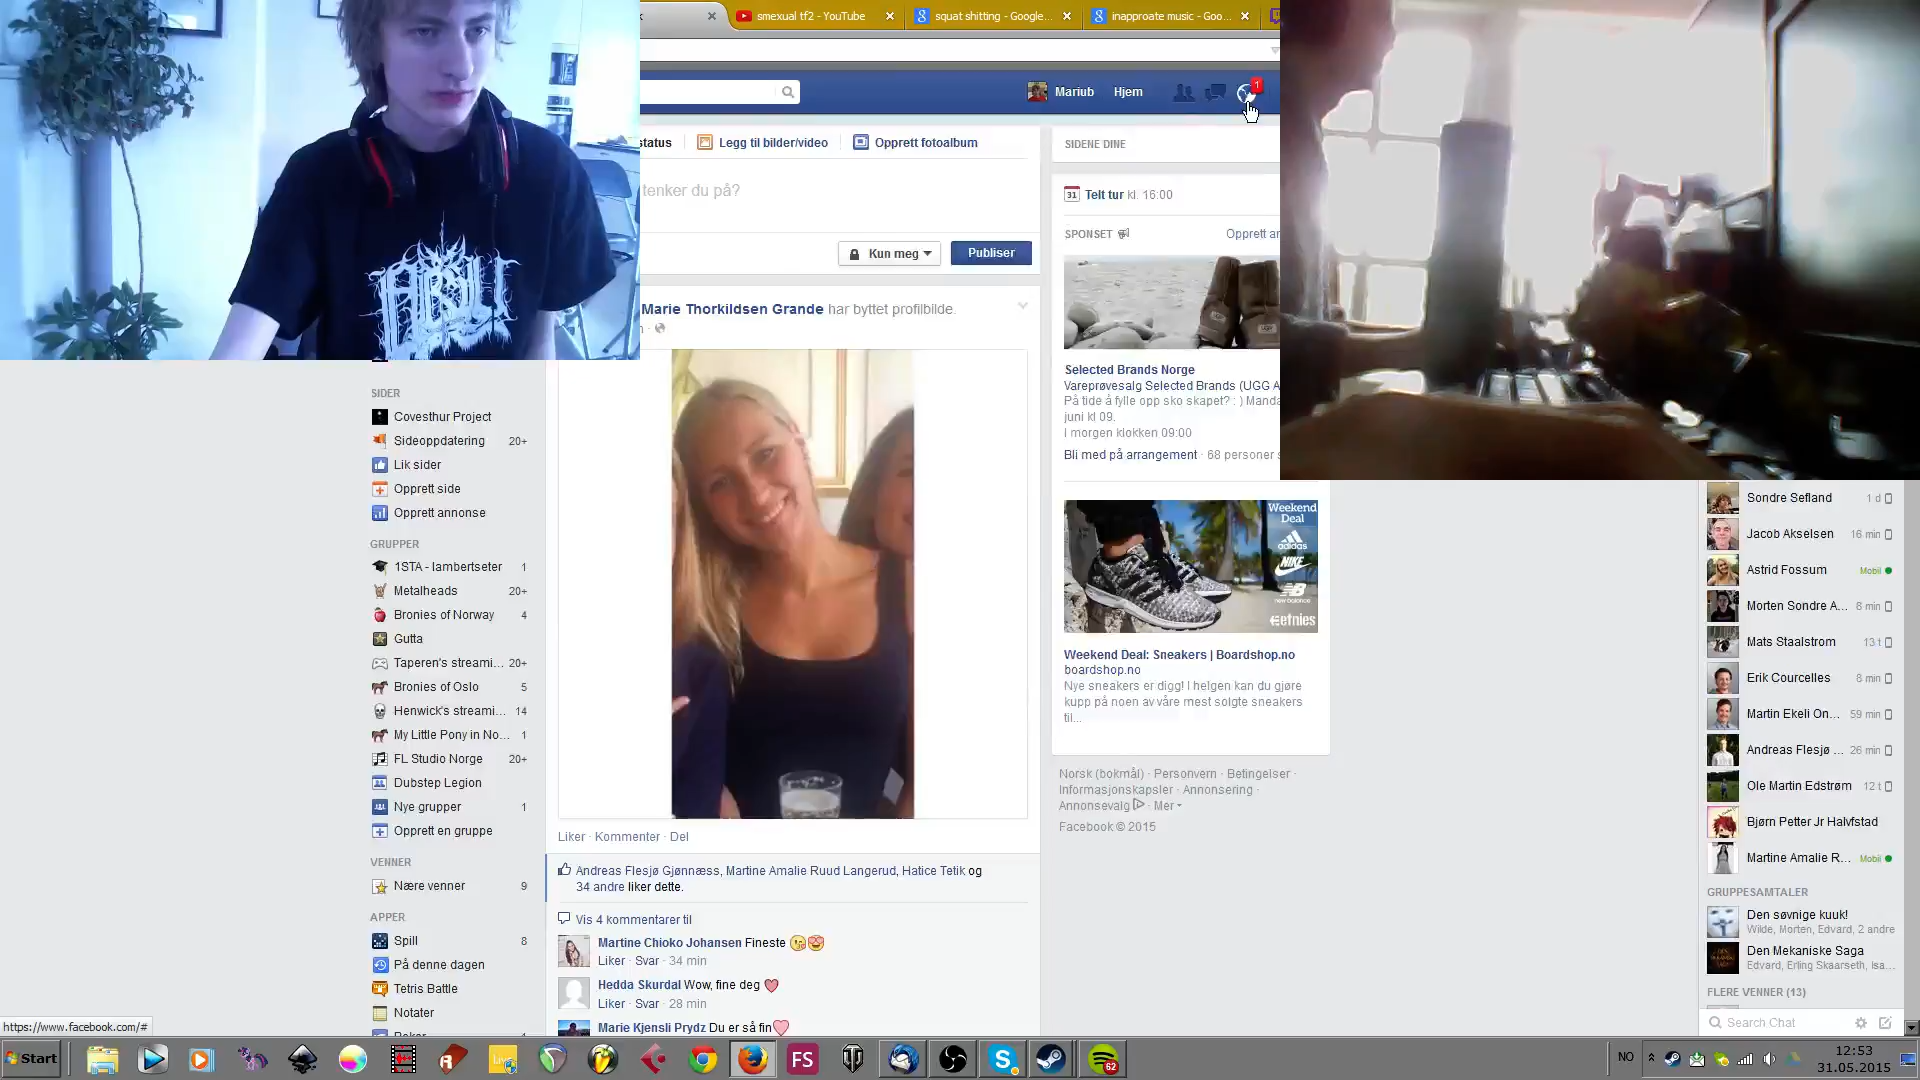 smexual tf2 - YouTube
squat shitting - Google...
inapproate music - Goo...
Mariub
Hjem
1
status
Legg til bilder/video
Opprett fotoalbum
tenker du på?
Kun meg
Publiser
Marie Thorkildsen Grande har byttet profilbilde.
SIDER
Covesthur Project
Sideoppdatering 20+
Lik sider
Opprett side
Opprett annonse
GRUPPER
1STA - lambertseter 1
Metalheads 20+
Bronies of Norway 4
Gutta
Taperen's streami... 20+
Bronies of Oslo 5
Henwick's streami... 14
My Little Pony in No... 1
FL Studio Norge 20+
Dubstep Legion
Nye grupper 1
Opprett en gruppe
VENNER
Nære venner 9
APPER
Spill 8
På denne dagen
Tetris Battle
Notater
Liker · Kommenter · Del
Andreas Flesjø Gjønnæss, Martine Amalie Ruud Langerud, Hatice Tetik og
34 andre liker dette.
Vis 4 kommentarer til
Martine Chioko Johansen Fineste
Liker · Svar · 34 min
Hedda Skurdal Wow, fine deg
Liker · Svar · 28 min
Marie Kjensli Prydz Du er så fin
SIDENE DINE
31 Telt tur kl. 16:00
SPONSET
Opprett an
Selected Brands Norge
Vareprøvesalg Selected Brands (UGG A
På tide å fylle opp sko skapet? : ) Manda
juni kl 09.
I morgen klokken 09:00
Bli med på arrangement · 68 personer s
Weekend
Deal
adidas
NIKE
NB
new balance
etnies
Weekend Deal: Sneakers | Boardshop.no
boardshop.no
Nye sneakers er digg! I helgen kan du gjøre
kupp på noen av våre mest solgte sneakers
til...
Norsk (bokmål) · Personvern · Betingelser ·
Informasjonskapsler · Annonsering ·
Annonsevalg · Mer
Facebook © 2015
Sondre Sefland 1 d
Jacob Akselsen 16 min
Astrid Fossum Mobil
Morten Sondre A... 6 min
Mats Staalstrom 13 t
Erik Courcelles 8 min
Martin Ekeli On... 59 min
Andreas Flesjø ... 26 min
Ole Martin Edstrøm 12 t
Bjørn Petter Jr Halvfstad
Martine Amalie R... Mobil
GRUPPESAMTALER
Den søvnige kuuk!
Wilde, Morten, Edvard, 2 andre
Den Mekaniske Saga
Edvard, Erling Skaarseth, Isa...
FLERE VENNER (13)
Search Chat
https://www.facebook.com/#
Start
FS
62
NO
12:53
31.05.2015